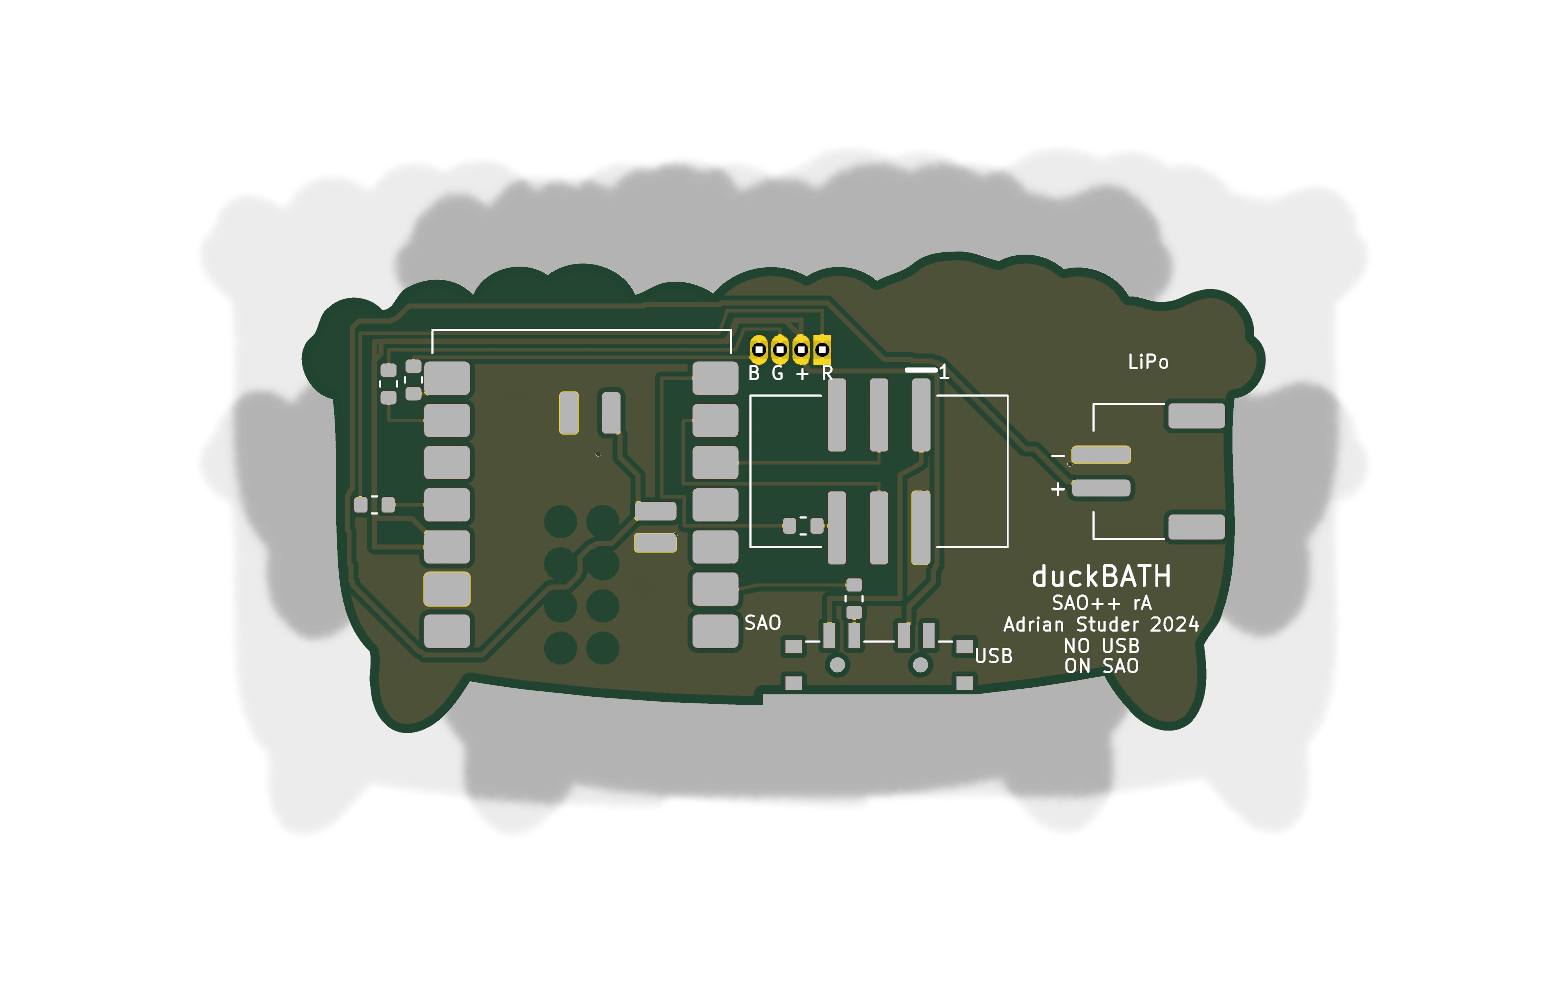 LiPo
B G + R
1
−
+
duckBATH
SAO++ rA
Adrian Studer 2024
NO USB
ON SAO
SAO
USB